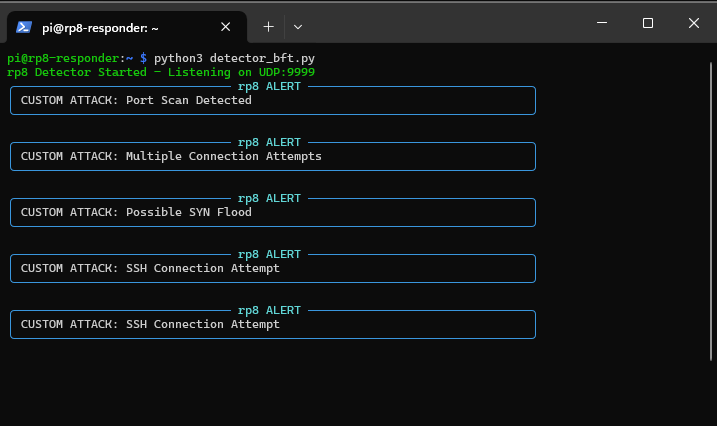 pi@rp8-responder: ~
pi@rp8-responder:~ $ python3 detector_bft.py
rp8 Detector Started - Listening on UDP:9999
rp8 ALERT
CUSTOM ATTACK: Port Scan Detected
rp8 ALERT
CUSTOM ATTACK: Multiple Connection Attempts
rp8 ALERT
CUSTOM ATTACK: Possible SYN Flood
rp8 ALERT
CUSTOM ATTACK: SSH Connection Attempt
rp8 ALERT
CUSTOM ATTACK: SSH Connection Attempt